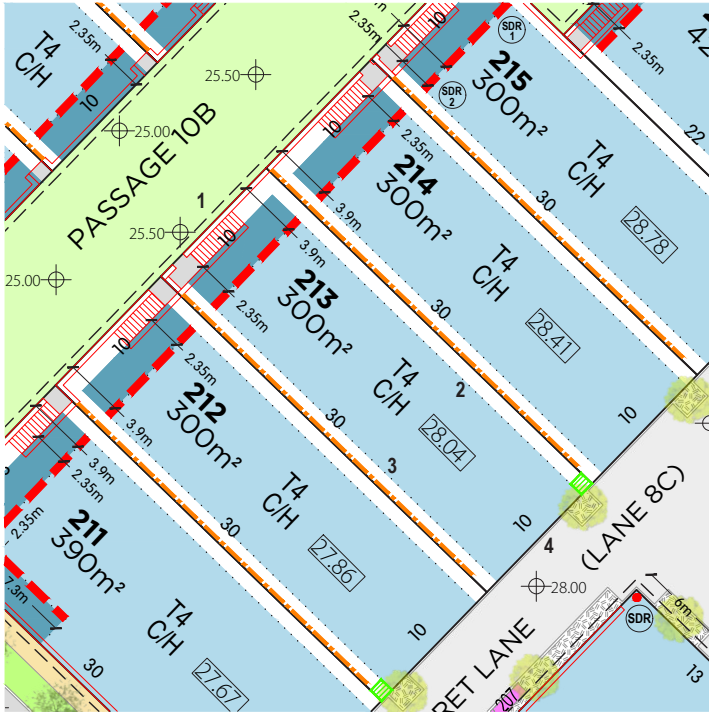 T4
C/H
2.35m
10
25.50
25.00
PASSAGE 10B
1
25.50
25.00
SDR
1
SDR
2
2.35m
10
2.35m
215
300m²
T4
C/H
28.78
30
22
2.35m
42
10
2.35m
3.9m
214
300m²
T4
C/H
28.41
30
10
10
3.9m
2.35m
213
300m²
T4
C/H
28.04
30
2
10
10
2.35m
3.9m
212
300m²
T4
C/H
27.86
30
3
10
3.9m
2.35m
2.35m
211
390m²
T4
C/H
27.67
30
30
7.3m
4
28.00
RET LANE
(LANE 8C)
SDR
6m
13
207